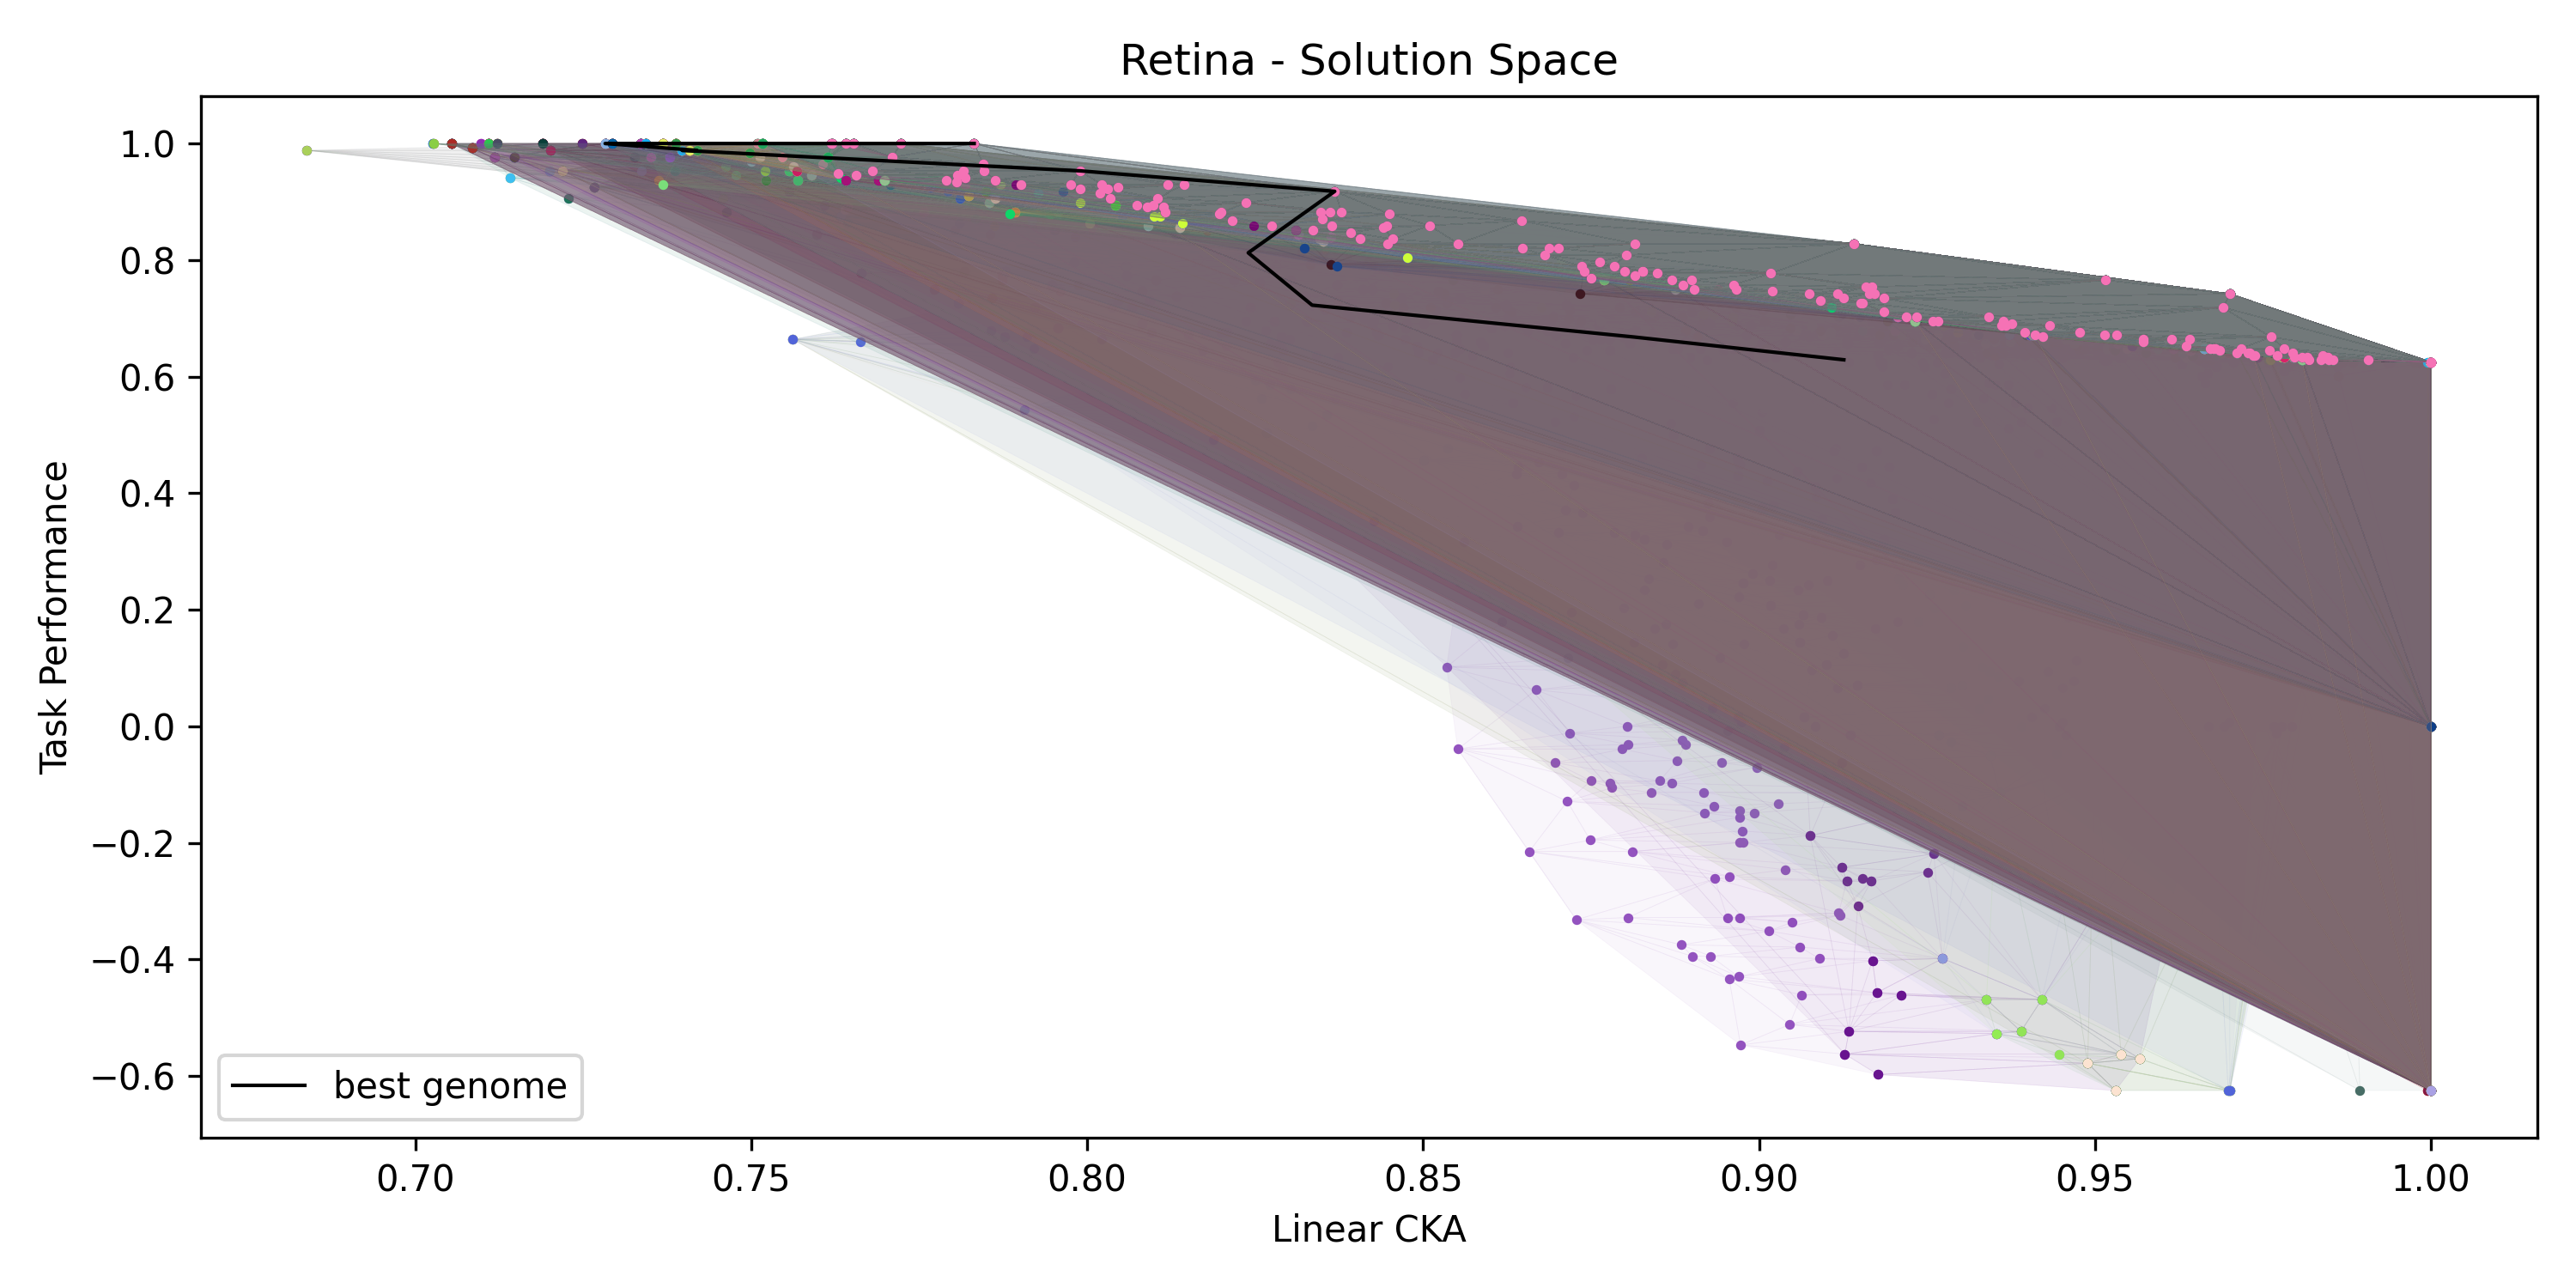 Retina - Solution Space
1.0
0.8
0.6
0.4
0.2
0.0
−0.2
−0.4
−0.6
Task Performance
best genome
0.70 0.75 0.80 0.85 0.90 0.95 1.00
Linear CKA